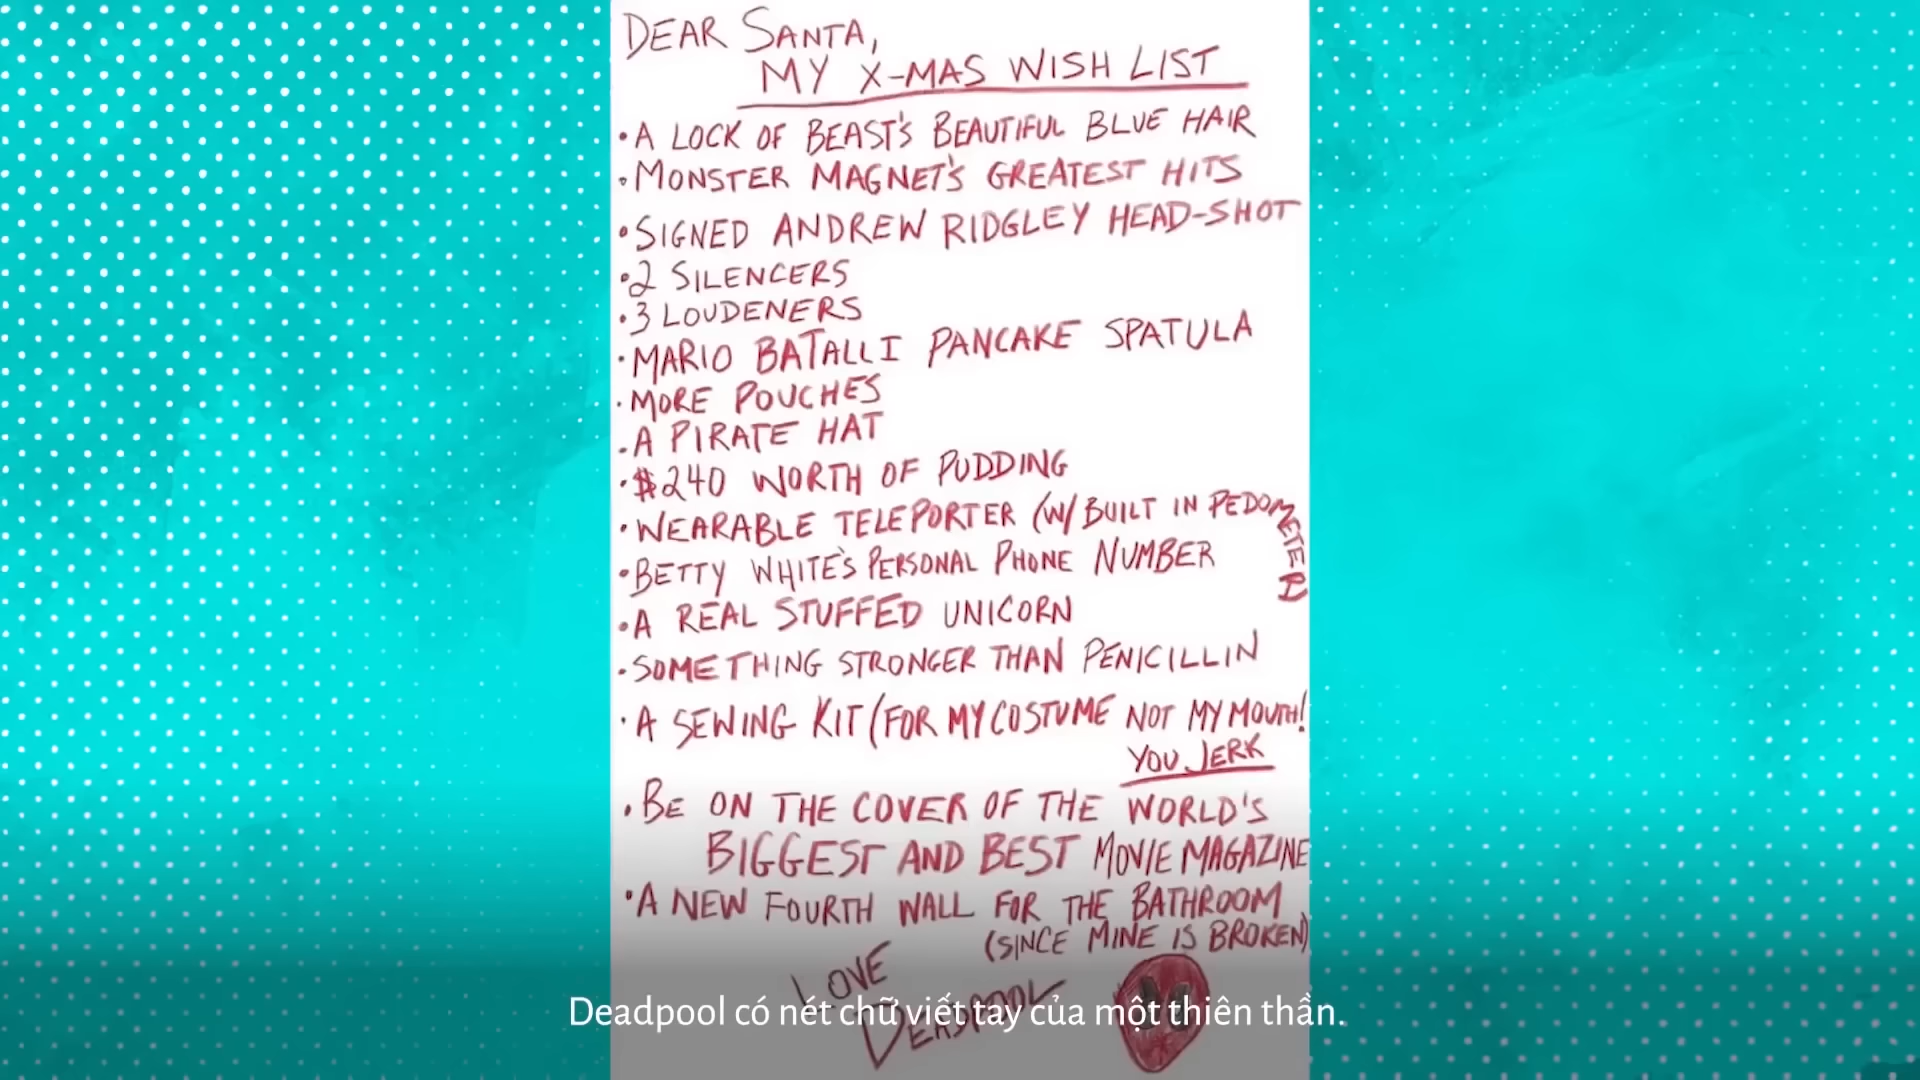 DEAR SANTA,
MY X-MAS WISH LIST
• A LOCK OF BEAST'S BEAUTIFUL BLUE HAIR
• MONSTER MAGNET'S GREATEST HITS
• SIGNED ANDREW RIDGLEY HEAD-SHOT
• 2 SILENCERS
• 3 LOUDENERS
• MARIO BATALLI PANCAKE SPATULA
• MORE POUCHES
• A PIRATE HAT
• $240 WORTH OF PUDDING
• WEARABLE TELEPORTER (W/ BUILT IN PEDOMETER
• BETTY WHITE'S PERSONAL PHONE NUMBER
• A REAL STUFFED UNICORN
• SOMETHING STRONGER THAN PENICILLIN
• A SEWING KIT (FOR MY COSTUME NOT MY MOUTH!
YOU JERK
• BE ON THE COVER OF THE WORLD'S
BIGGEST AND BEST MOVIE MAGAZINE
• A NEW FOURTH WALL FOR THE BATHROOM
(SINCE MINE IS BROKEN)
LOVE
DEADPOOL
Deadpool có nét chữ viết tay của một thiên thần.